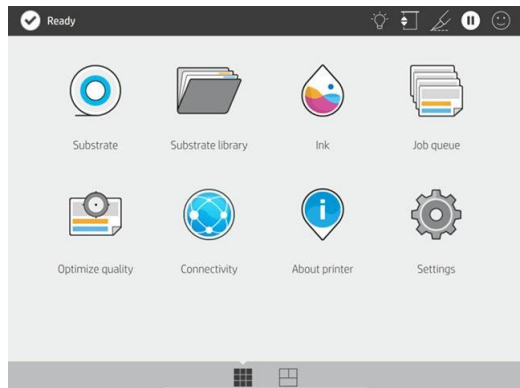 Ready
Substrate
Substrate library
Ink
Job queue
Optimize quality
Connectivity
About printer
Settings